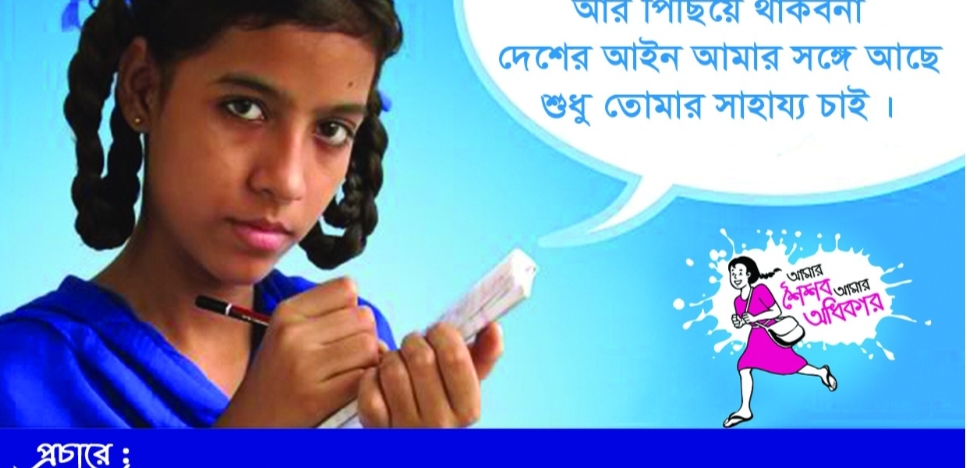 আর পিছিয়ে থাকবনা
দেশের আইন আমার সঙ্গে আছে
শুধু তোমার সাহায্য চাই ।
আমার
শৈশব আমার
অধিকার
প্রচারে :